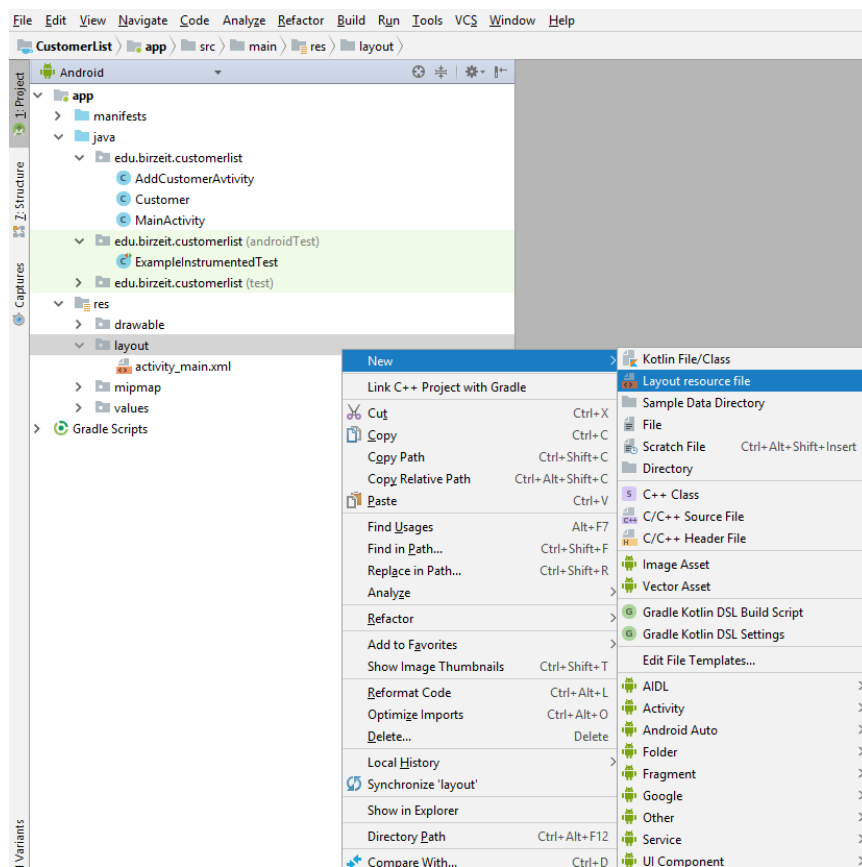 File Edit View Navigate Code Analyze Refactor Build Run Tools VCS Window Help
CustomerList app src main res layout
1: Project
Android
app
manifests
java
edu.birzeit.customerlist
AddCustomerAvtivity
Customer
MainActivity
edu.birzeit.customerlist (androidTest)
ExampleInstrumentedTest
edu.birzeit.customerlist (test)
res
drawable
layout
activity_main.xml
mipmap
values
Gradle Scripts
7: Structure
Captures
Variants
New
Link C++ Project with Gradle
Cut Ctrl+X
Copy Ctrl+C
Copy Path Ctrl+Shift+C
Copy Relative Path Ctrl+Alt+Shift+C
Paste Ctrl+V
Find Usages Alt+F7
Find in Path... Ctrl+Shift+F
Replace in Path... Ctrl+Shift+R
Analyze
Refactor
Add to Favorites
Show Image Thumbnails Ctrl+Shift+T
Reformat Code Ctrl+Alt+L
Optimize Imports Ctrl+Alt+O
Delete... Delete
Local History
Synchronize 'layout'
Show in Explorer
Directory Path Ctrl+Alt+F12
Compare With... Ctrl+D
Kotlin File/Class
Layout resource file
Sample Data Directory
File
Scratch File Ctrl+Alt+Shift+Insert
Directory
S C++ Class
C++ C/C++ Source File
H C/C++ Header File
Image Asset
Vector Asset
G Gradle Kotlin DSL Build Script
G Gradle Kotlin DSL Settings
Edit File Templates...
AIDL
Activity
Android Auto
Folder
Fragment
Google
Other
Service
UI Component